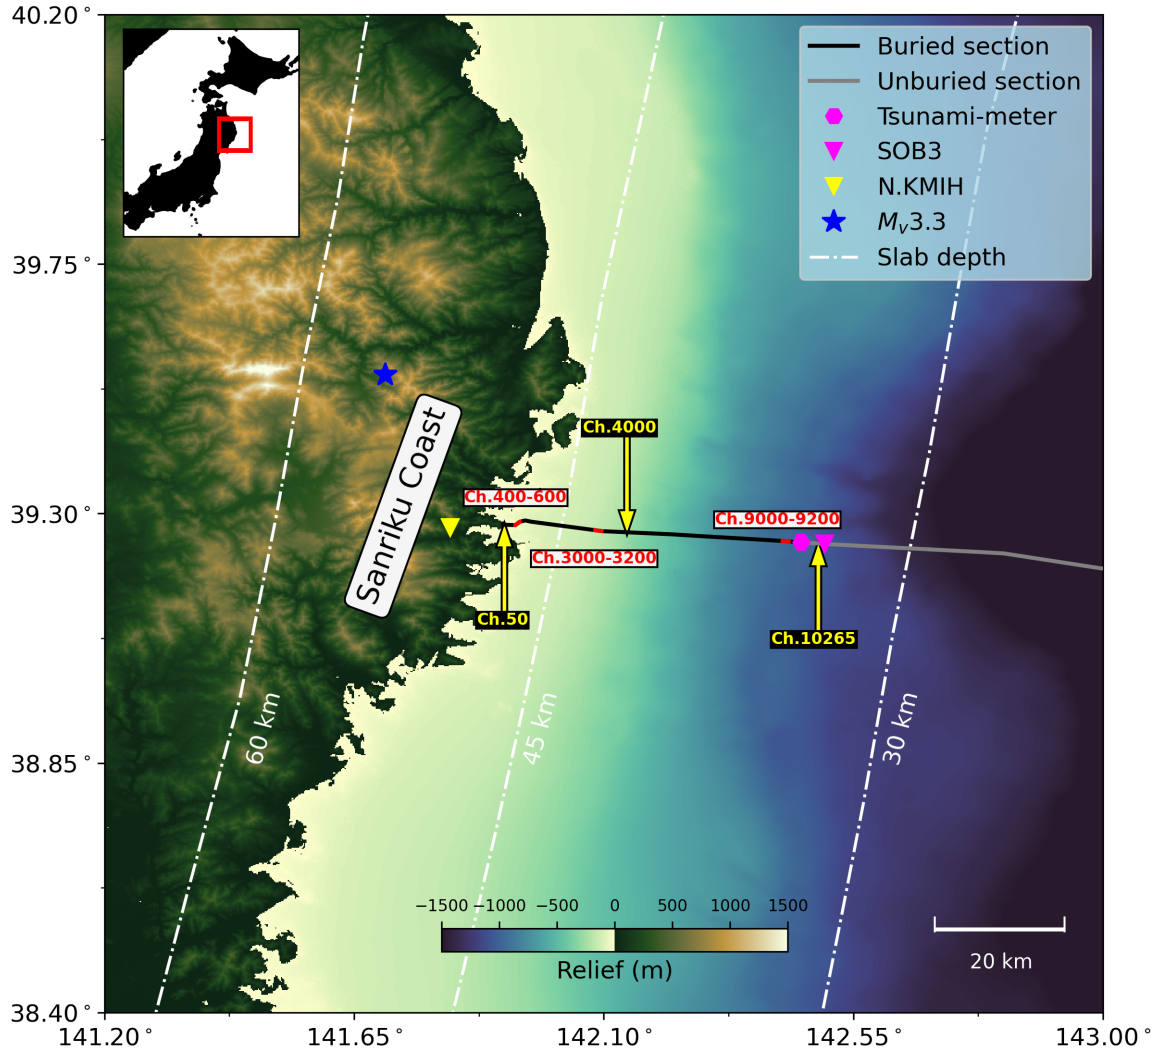 40.20°
39.75°
39.30°
38.85°
38.40°
141.20°
141.65°
142.10°
142.55°
143.00°
Buried section
Unburied section
Tsunami-meter
SOB3
N.KMIH
Mv3.3
Slab depth
Sanriku Coast
Ch.4000
Ch.400-600
Ch.9000-9200
Ch.3000-3200
Ch.50
Ch.10265
60 km
45 km
30 km
−1500 −1000 −500 0 500 1000 1500
Relief (m)
20 km